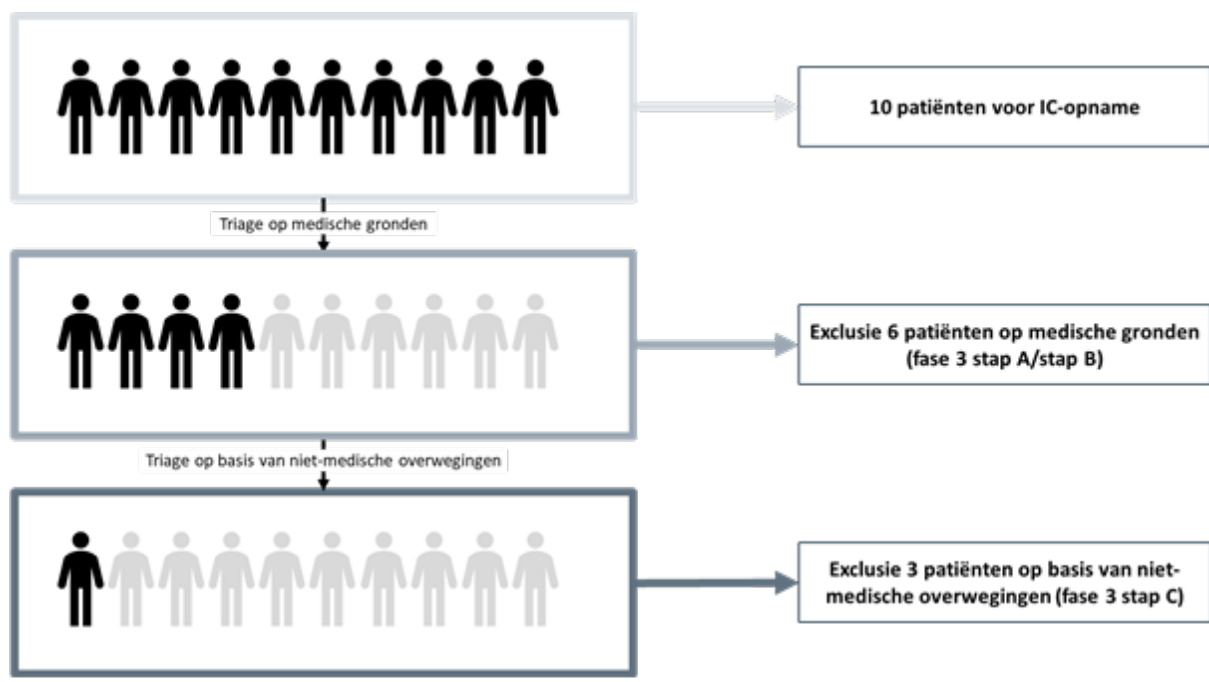 10 patiënten voor IC-opname
Triage op medische gronden
Exclusie 6 patiënten op medische gronden
(fase 3 stap A/stap B)
Triage op basis van niet-medische overwegingen
Exclusie 3 patiënten op basis van niet-
medische overwegingen (fase 3 stap C)